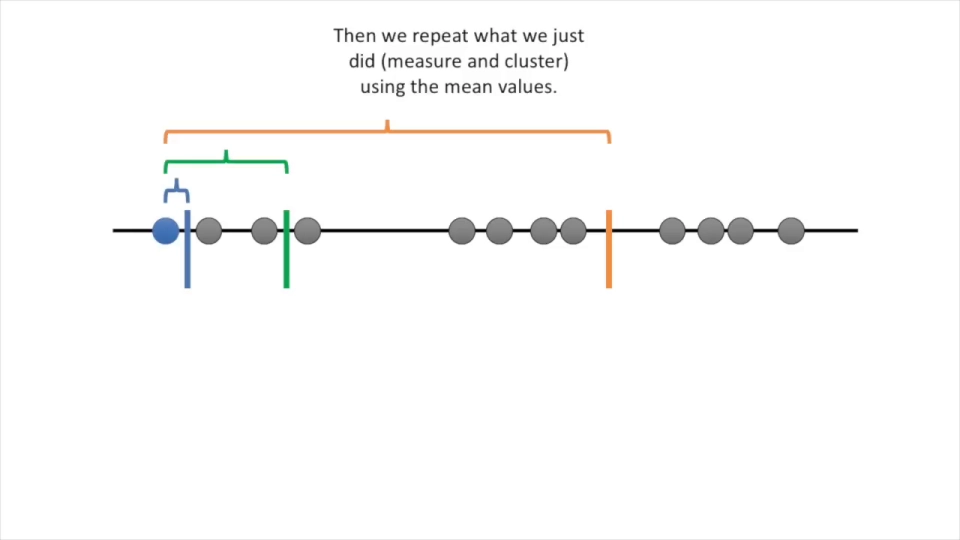 Then we repeat what we just
did (measure and cluster)
using the mean values.